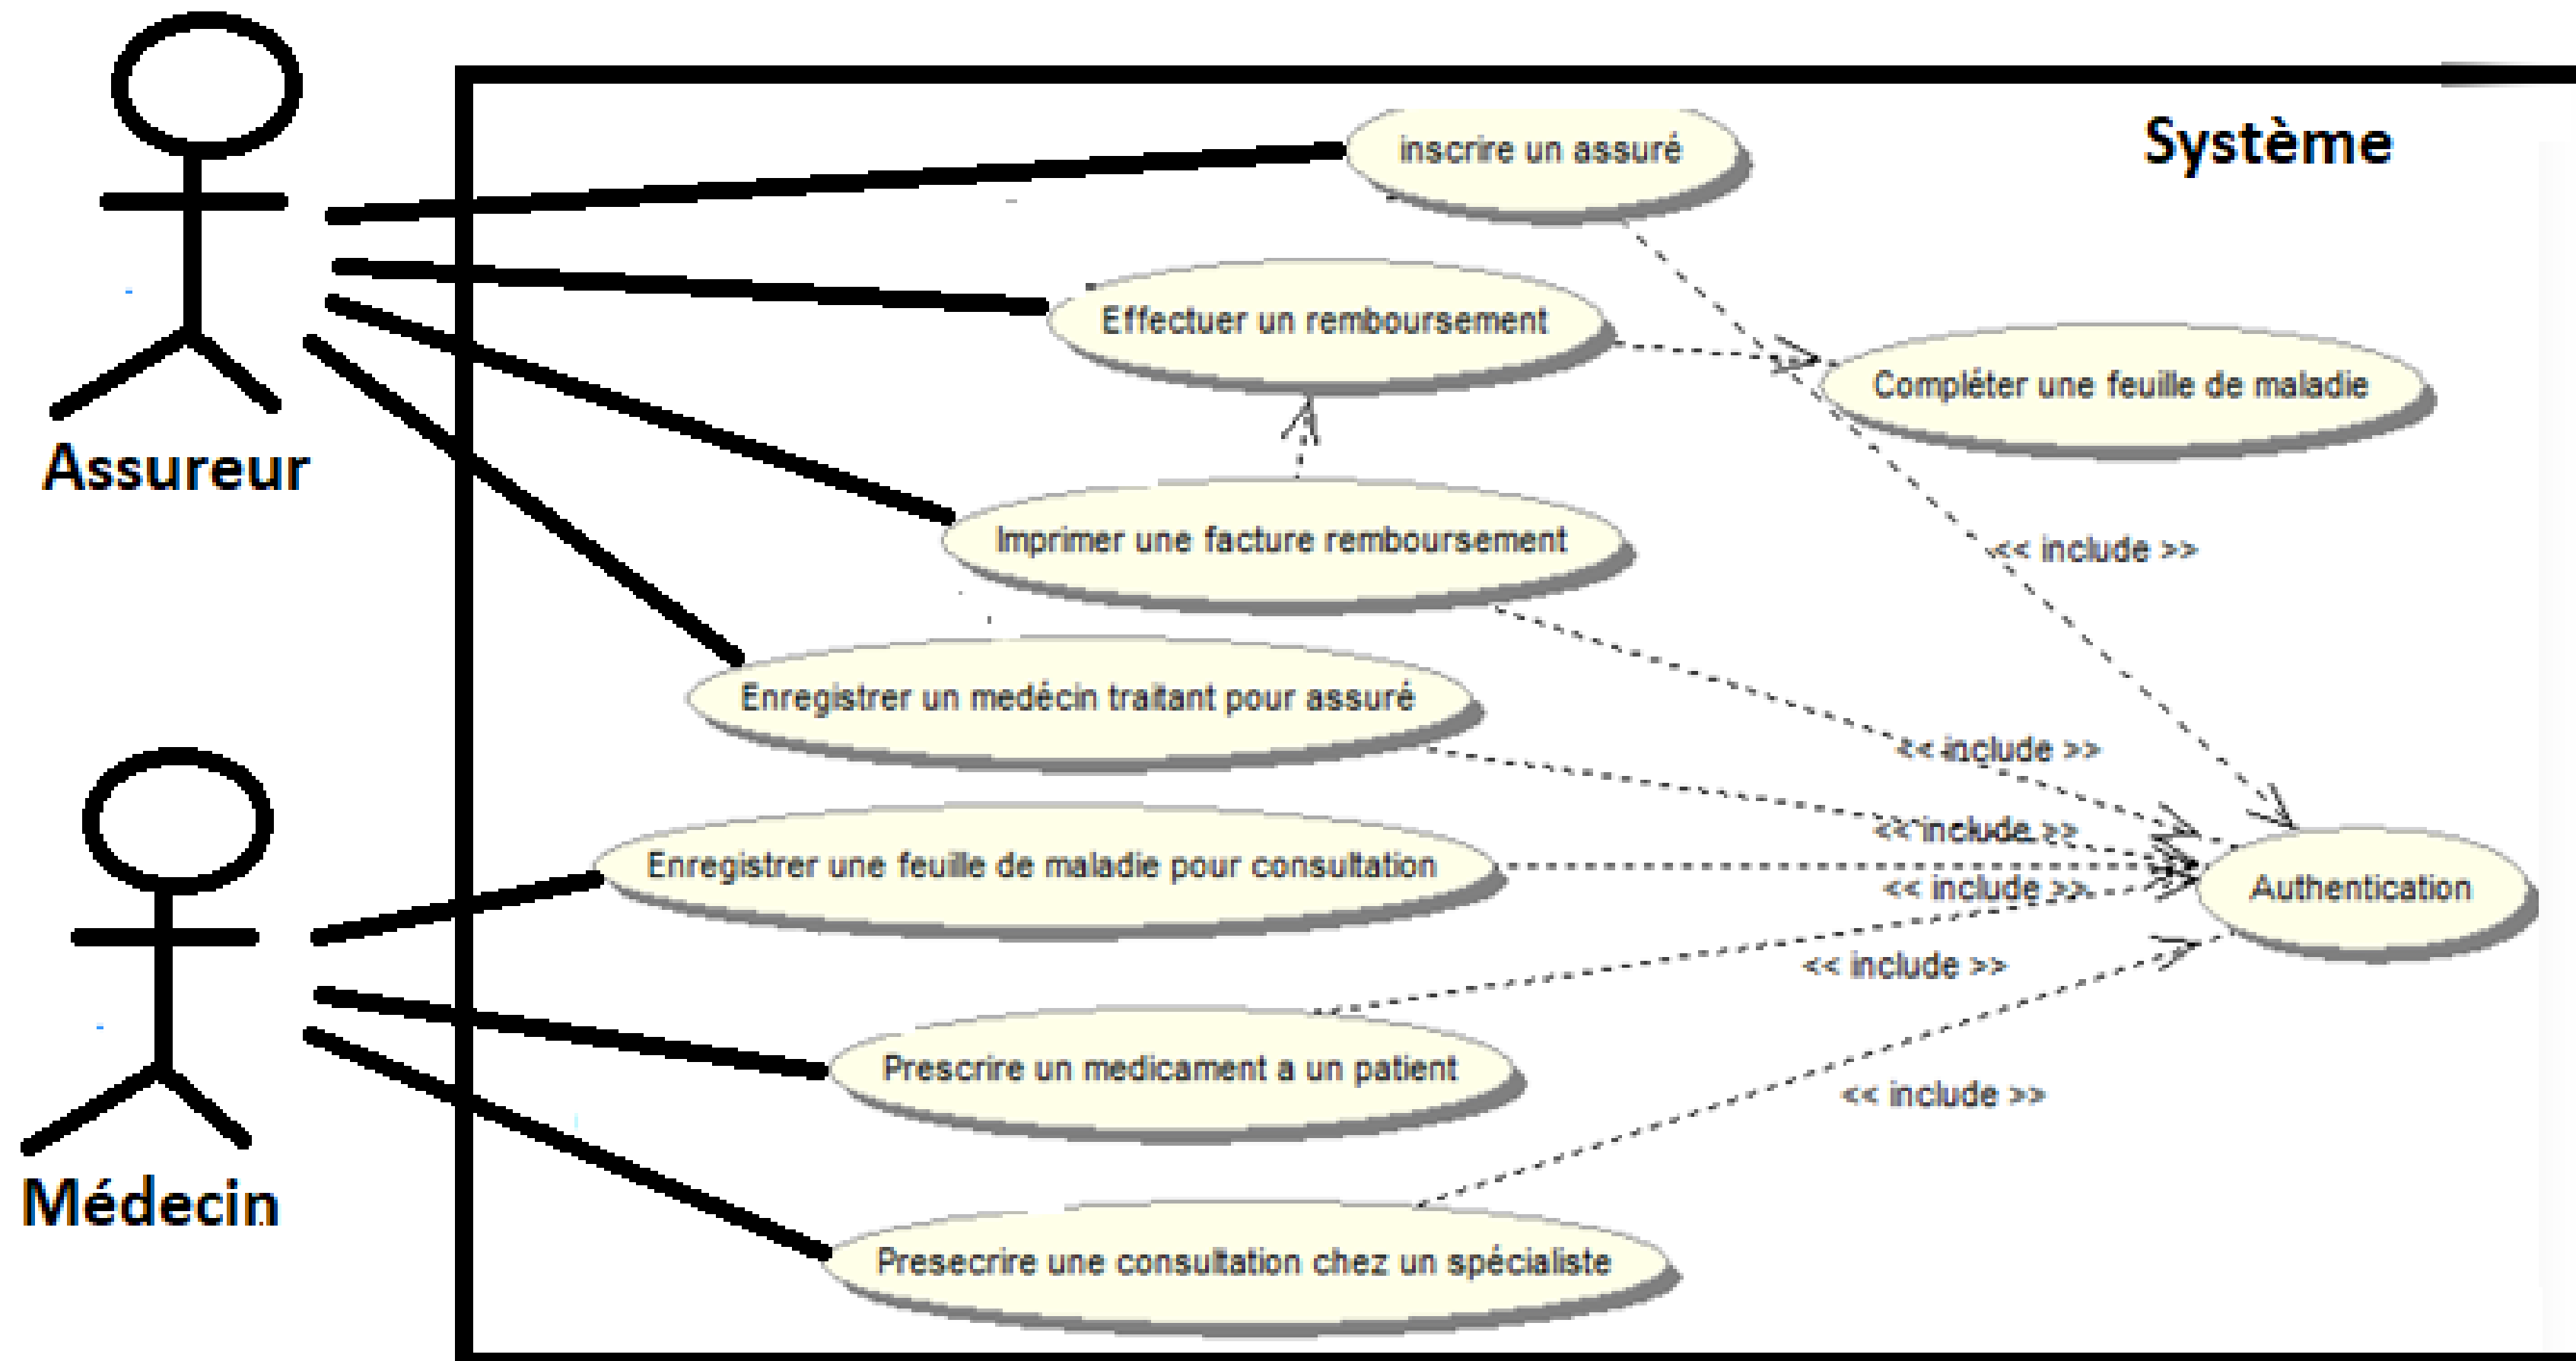 Système
inscrire un assuré
Effectuer un remboursement
Compléter une feuille de maladie
Assureur
Imprimer une facture remboursement
<< include >>
Enregistrer un medécin traitant pour assuré
<< include >>
<< include >>
Enregistrer une feuille de maladie pour consultation
<< include >>
Authentication
<< include >>
Prescrire un medicament a un patient
<< include >>
Médecin
Presecrire une consultation chez un spécialiste